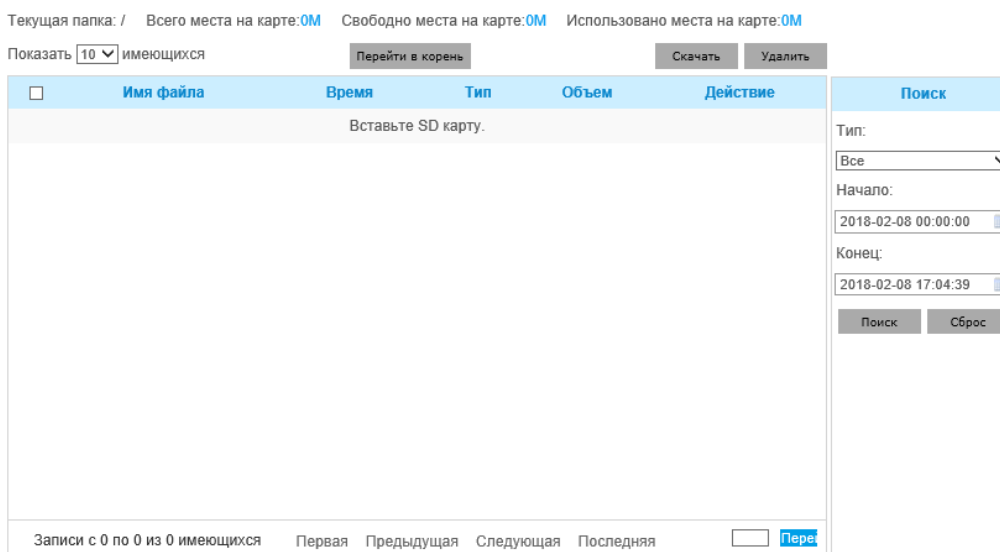 Текущая папка: / Всего места на карте:0M Свободно места на карте:0M Использовано места на карте:0M
Показать 10 имеющихся Перейти в корень Скачать Удалить
Имя файла Время Тип Объем Действие Поиск
Вставьте SD карту.
Тип:
Все
Начало:
2018-02-08 00:00:00
Конец:
2018-02-08 17:04:39
Поиск Сброс
Записи с 0 по 0 из 0 имеющихся Первая Предыдущая Следующая Последняя